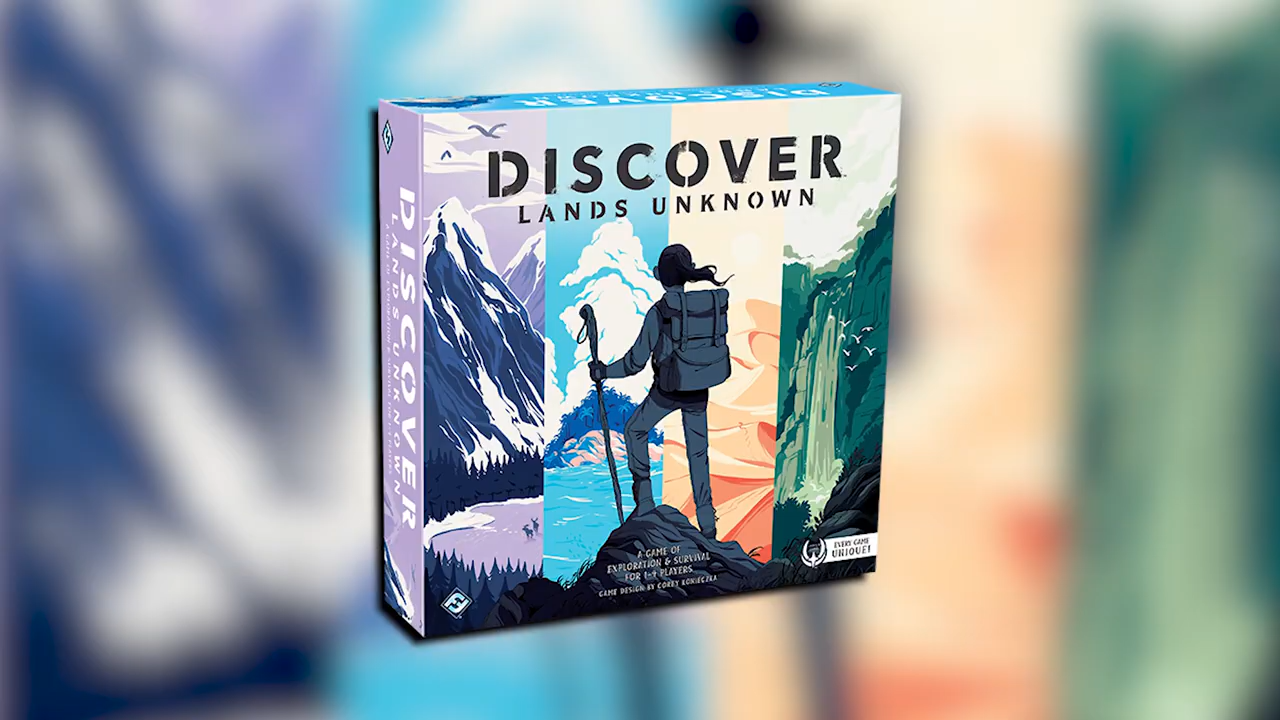 DISCOVER
DISCOVER
LANDS UNKNOWN
DISCOVER
LANDS UNKNOWN
A GAME OF
EXPLORATION & SURVIVAL
FOR 1-4 PLAYERS
GAME DESIGN BY COREY KONIECZKA
EVERY GAME
UNIQUE!